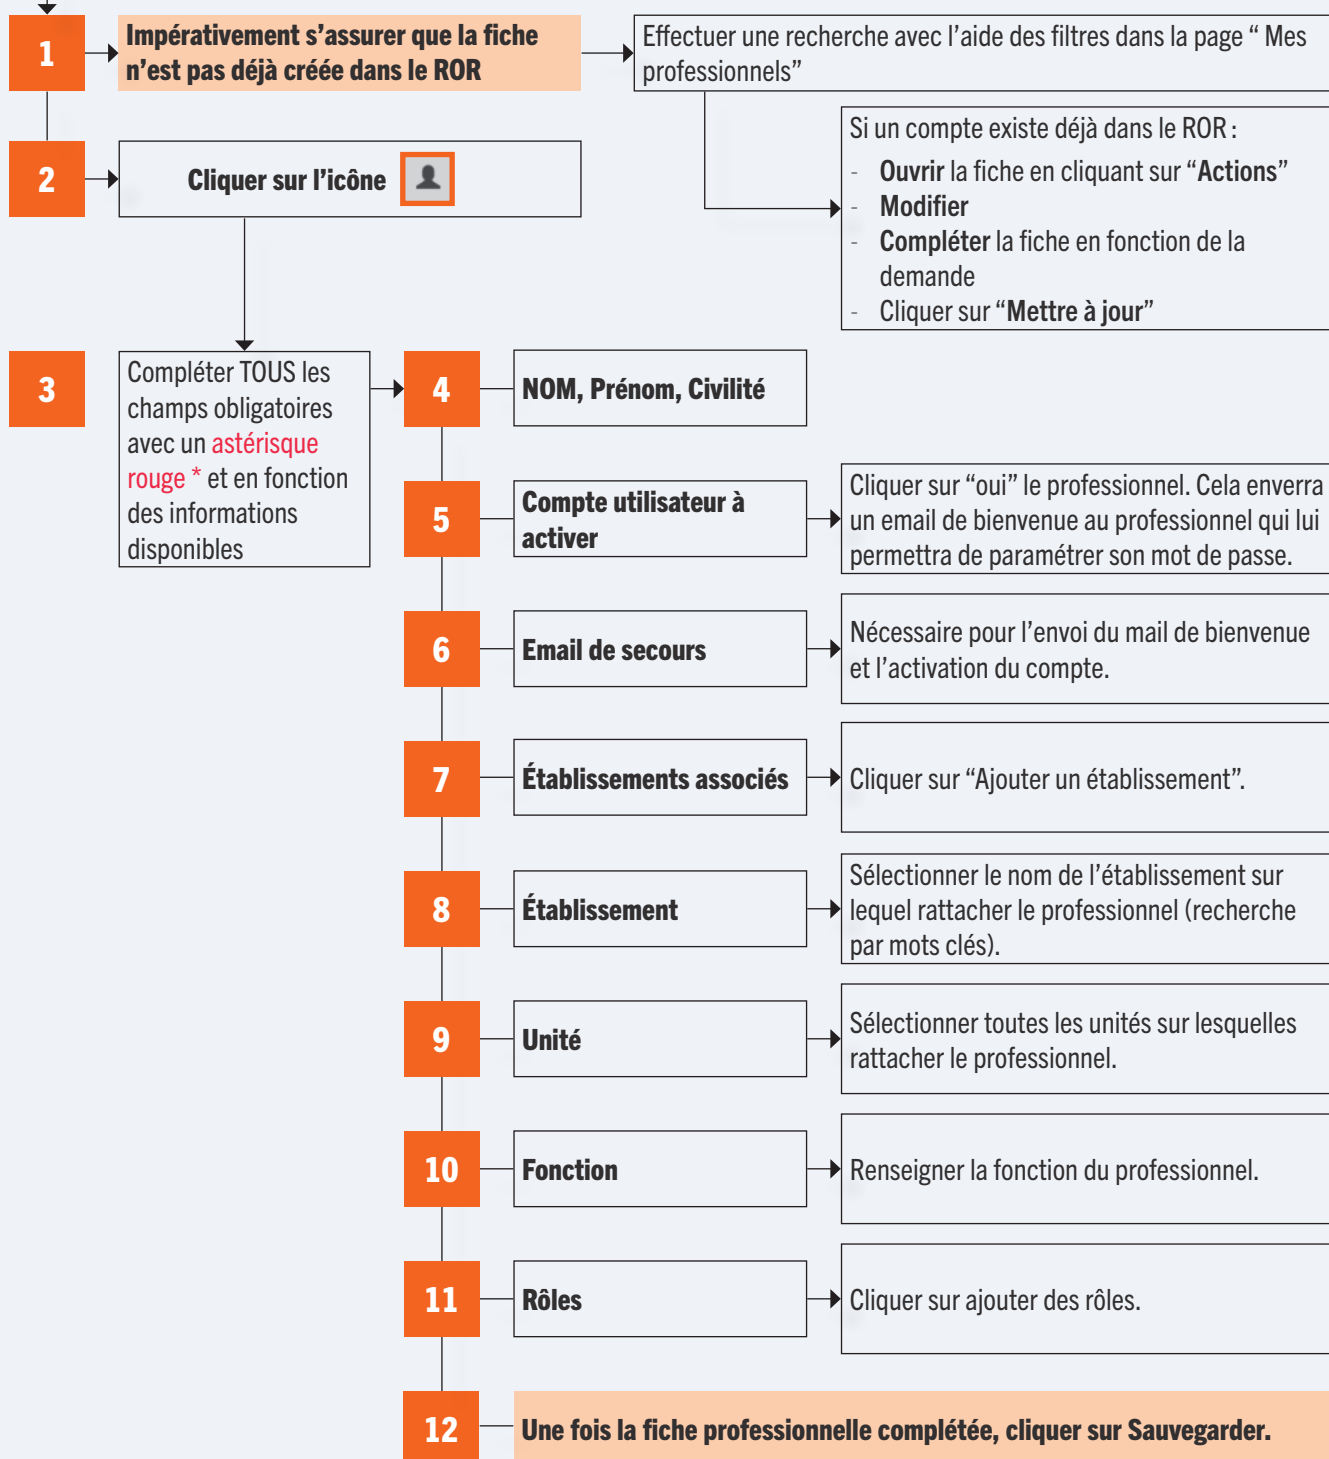 1
Impérativement s’assurer que la fiche
n’est pas déjà créée dans le ROR
Effectuer une recherche avec l’aide des filtres dans la page “ Mes
professionnels”
Si un compte existe déjà dans le ROR :
- Ouvrir la fiche en cliquant sur “Actions”
- Modifier
- Compléter la fiche en fonction de la
demande
- Cliquer sur “Mettre à jour”
2
Cliquer sur l’icône
3
Compléter TOUS les
champs obligatoires
avec un astérisque
rouge * et en fonction
des informations
disponibles
4
NOM, Prénom, Civilité
5
Compte utilisateur à
activer
Cliquer sur “oui” le professionnel. Cela enverra
un email de bienvenue au professionnel qui lui
permettra de paramétrer son mot de passe.
6
Email de secours
Nécessaire pour l’envoi du mail de bienvenue
et l’activation du compte.
7
Établissements associés
Cliquer sur “Ajouter un établissement”.
8
Établissement
Sélectionner le nom de l’établissement sur
lequel rattacher le professionnel (recherche
par mots clés).
9
Unité
Sélectionner toutes les unités sur lesquelles
rattacher le professionnel.
10
Fonction
Renseigner la fonction du professionnel.
11
Rôles
Cliquer sur ajouter des rôles.
12
Une fois la fiche professionnelle complétée, cliquer sur Sauvegarder.